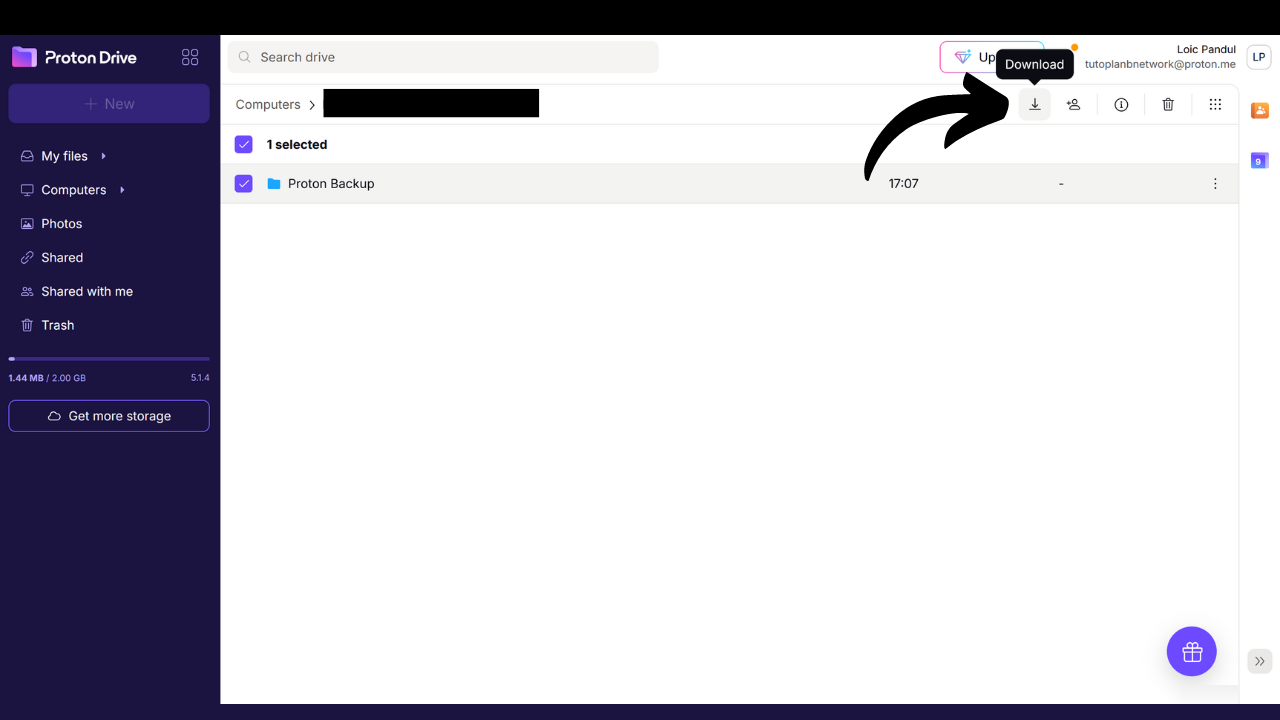 Proton Drive
Search drive
Up
Download
Loic Pandul
tutoplanbnetwork@proton.me
LP
New
Computers
1 selected
My files
Proton Backup
17:07
-
9
Computers
Photos
Shared
Shared with me
Trash
1.44 MB / 2.00 GB
5.1.4
Get more storage